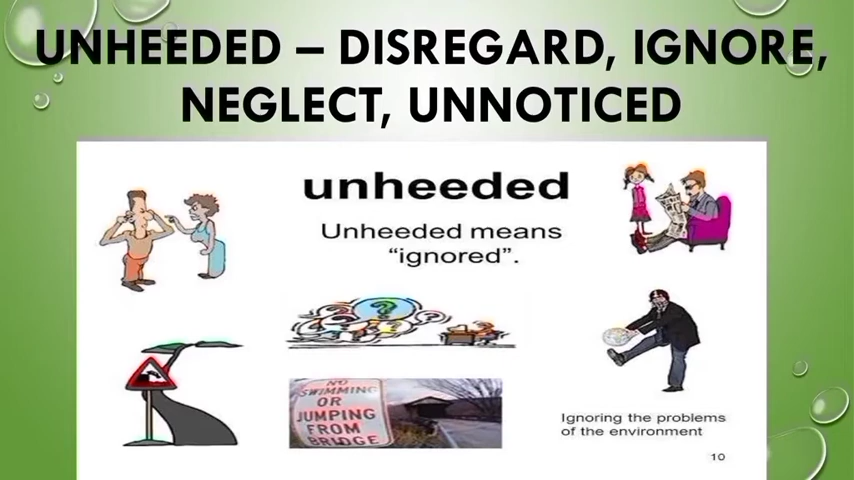 UNHEEDED – DISREGARD, IGNORE,
NEGLECT, UNNOTICED
unheeded
Unheeded means
“ignored”.
NO
SWIMMING
OR
JUMPING
FROM
BRIDGE
Ignoring the problems
of the environment
10